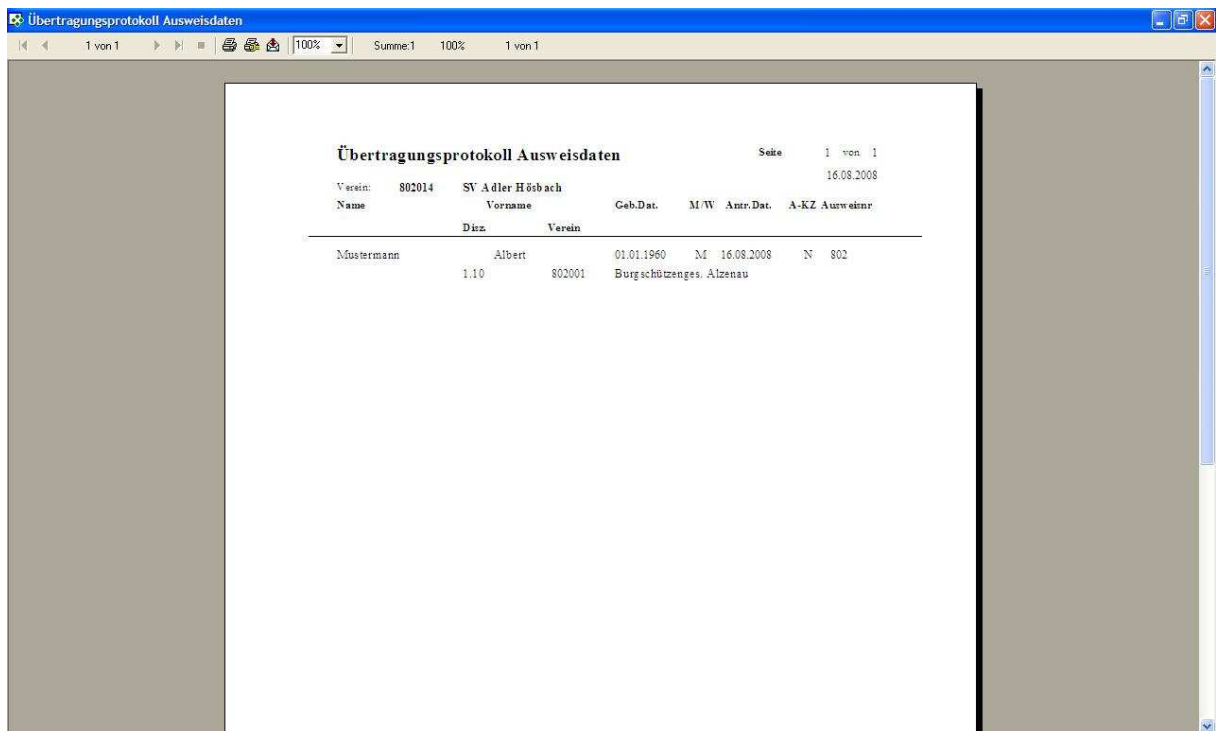 Übertragungsprotokoll Ausweisdaten
1 von 1 100% Summe:1 100% 1 von 1
Übertragungsprotokoll Ausweisdaten Seite 1 von 1
16.08.2008
Verein: 802014 SV Adler Hösbach
Name Vorname Geb.Dat. M/W Antr.Dat. A-KZ Ausweisnr
Disz. Verein
Mustermann Albert 01.01.1960 M 16.08.2008 N 802
1.10 802001 Burgschützenges. Alzenau